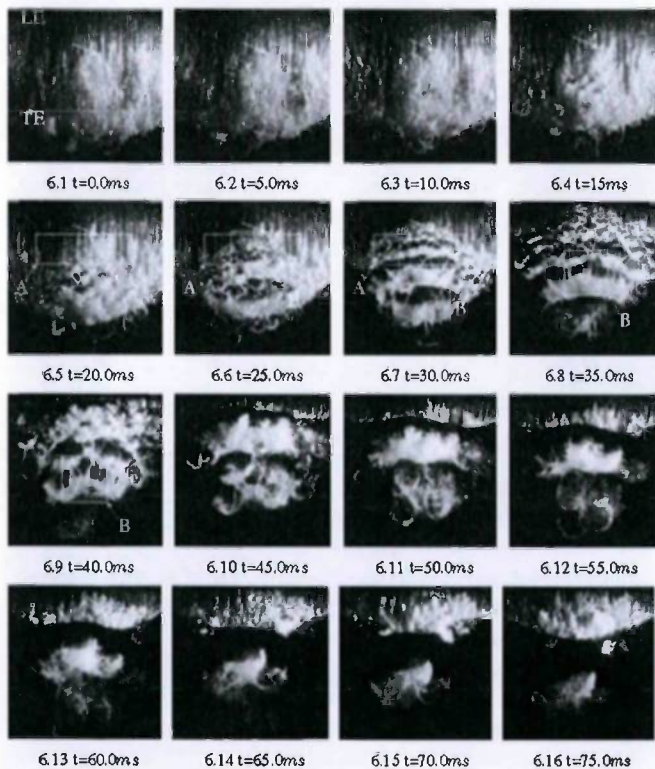 LE
TE
6.1 t=0.0ms
6.2 t=5.0ms
6.3 t=10.0ms
6.4 t=15ms
A
A
A
B
B
6.5 t=20.0ms
6.6 t=25.0ms
6.7 t=30.0ms
6.8 t=35.0ms
B
6.9 t=40.0ms
6.10 t=45.0ms
6.11 t=50.0ms
6.12 t=55.0ms
6.13 t=60.0ms
6.14 t=65.0ms
6.15 t=70.0ms
6.16 t=75.0ms